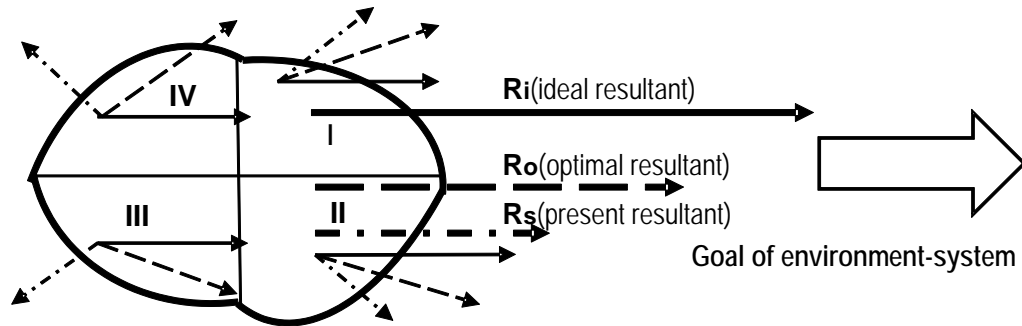 Ri(ideal resultant)
IV
I
Ro(optimal resultant)
III
II
Rs(present resultant)
Goal of environment-system